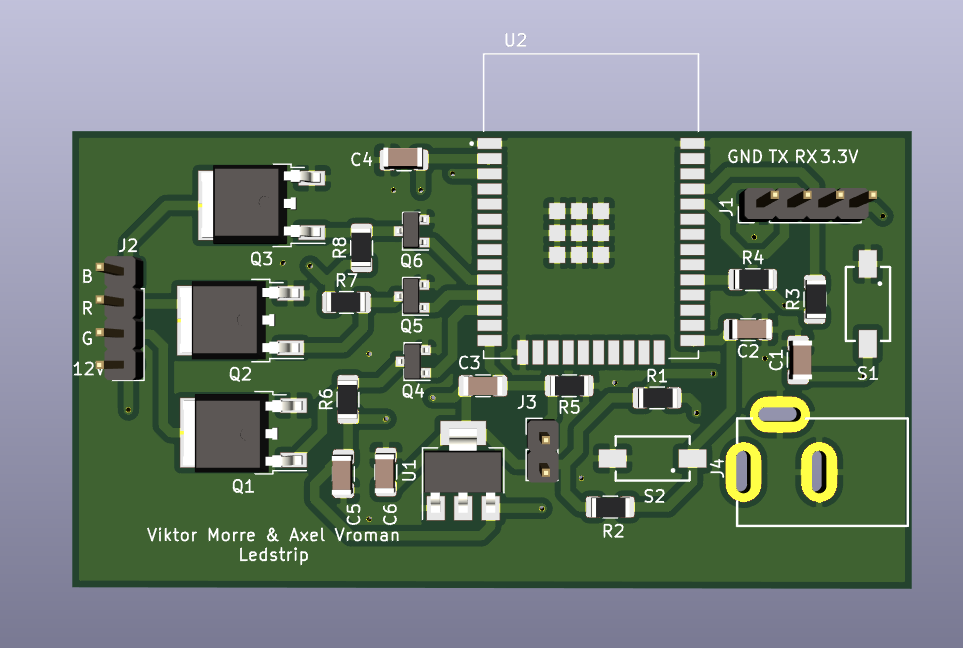 U2
C4
GND TX RX 3.3V
J1
J2
Q3
R8
Q6
R4
B
R7
R3
R
Q5
G
C2
C1
12v
Q2
C3
R1
S1
Q4
R6
J3
R5
U1
J4
Q1
S2
C5
C6
R2
Viktor Morre & Axel Vroman
Ledstrip